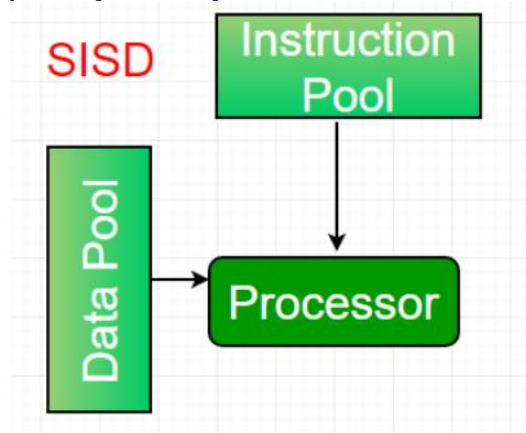 SISD
Instruction
Pool
Data Pool
Processor